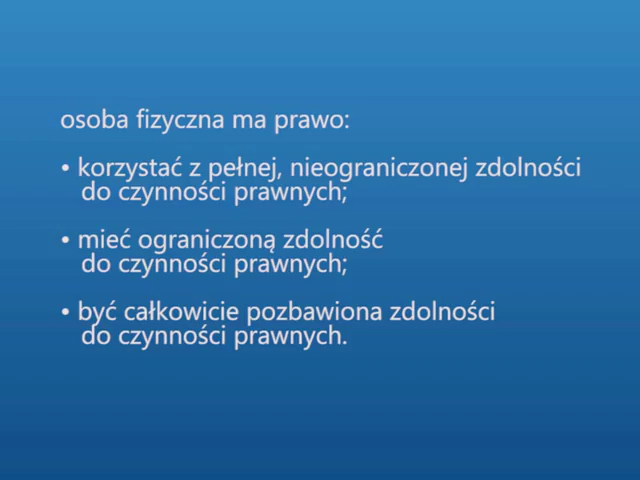 osoba fizyczna ma prawo:
• korzystać z pełnej, nieograniczonej zdolności
do czynności prawnych;
• mieć ograniczoną zdolność
do czynności prawnych;
• być całkowicie pozbawiona zdolności
do czynności prawnych.